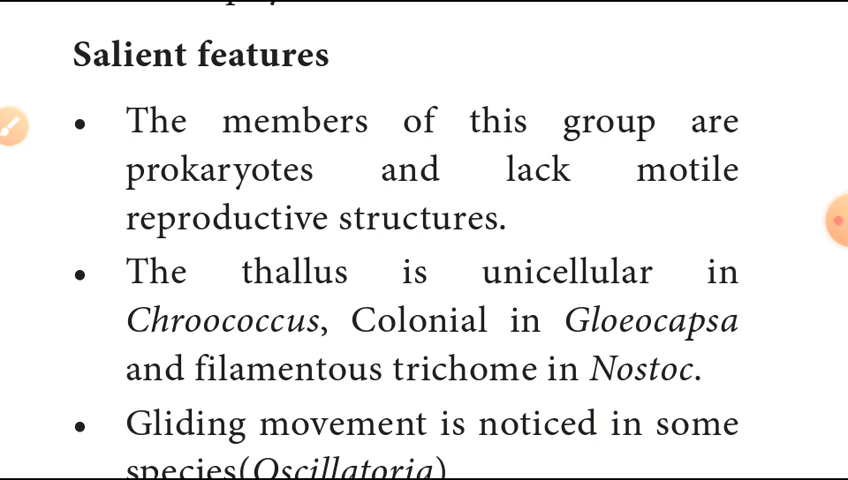 Salient features
• The members of this group are
prokaryotes and lack motile
reproductive structures.
• The thallus is unicellular in
Chroococcus, Colonial in Gloeocapsa
and filamentous trichome in Nostoc.
• Gliding movement is noticed in some
species(Oscillatoria)